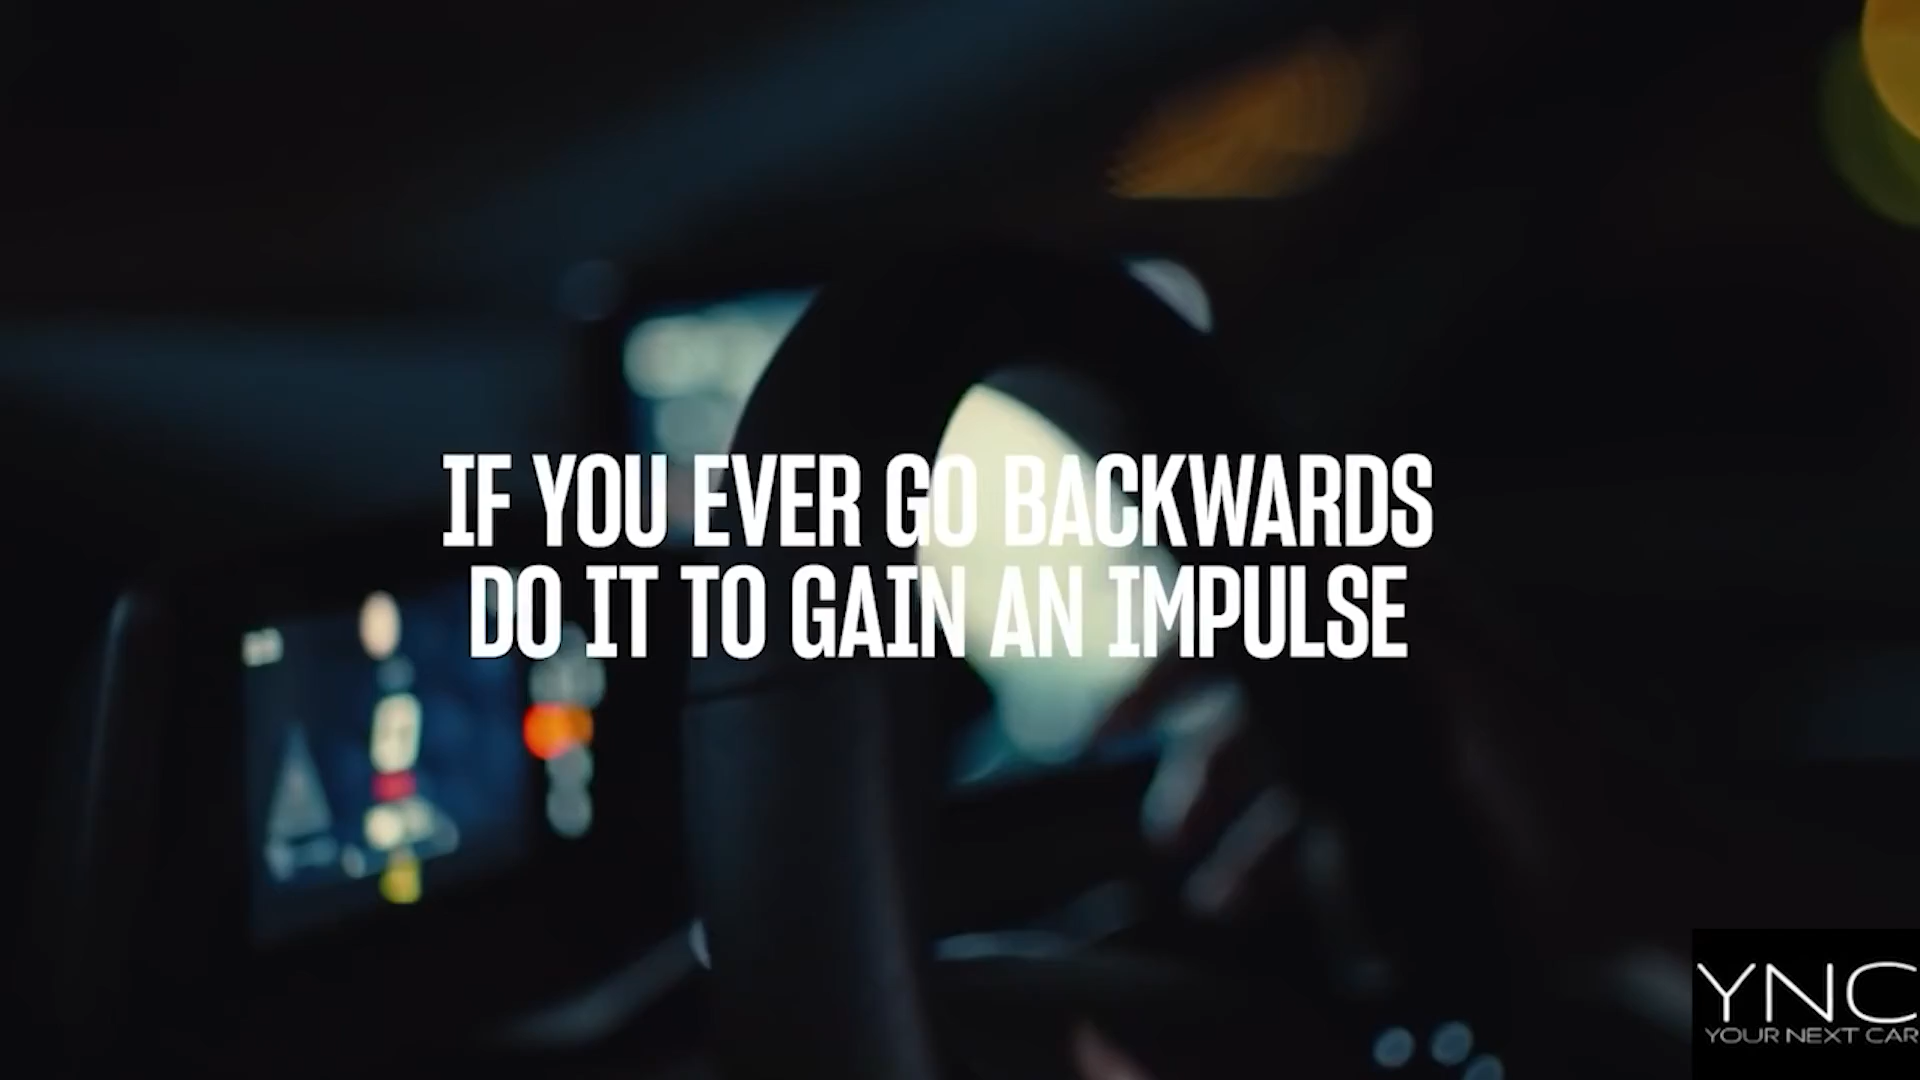 IF YOU EVER GO BACKWARDS
DO IT TO GAIN AN IMPULSE
YNC
YOUR NEXT CAR